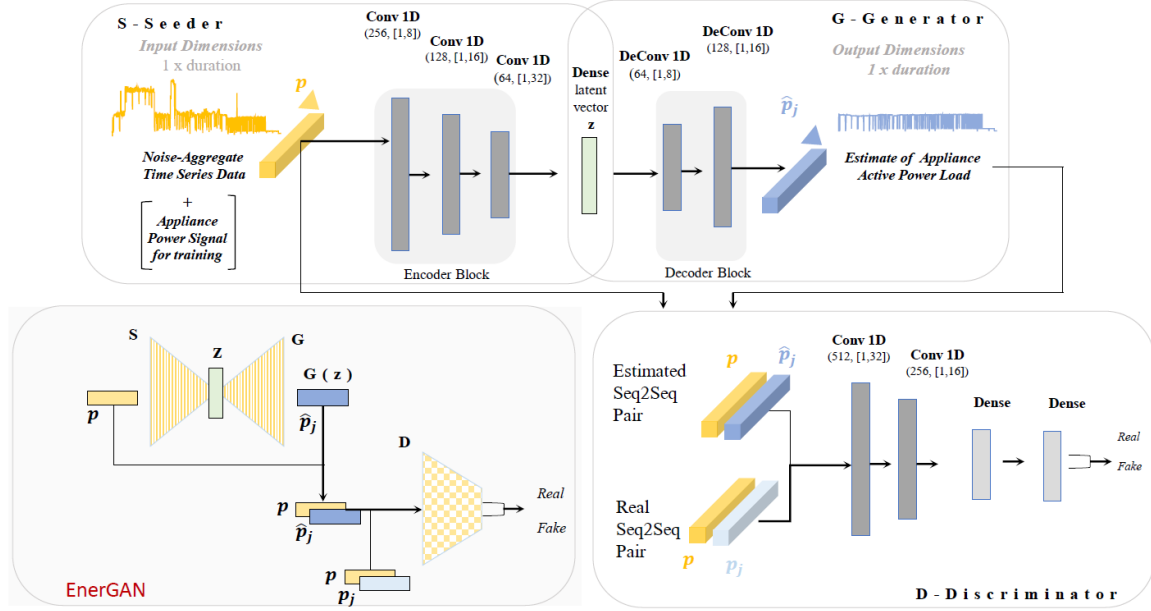 S - Seeder
Input Dimensions
1 x duration
p
Noise-Aggregate
Time Series Data
+
Appliance
Power Signal
for training
Conv 1D
(256, [1,8])
Conv 1D
(128, [1,16])
Conv 1D
(64, [1,32])
Encoder Block
Dense
latent
vector
z
G - Generator
DeConv 1D
(64, [1,8])
DeConv 1D
(128, [1,16])
Decoder Block
p̂j
Output Dimensions
1 x duration
Estimate of Appliance
Active Power Load
S
Z
G
p
G ( z )
p̂j
D
p
p̂j
Real
Fake
p
pj
EnerGAN
Estimated
Seq2Seq
Pair
p
p̂j
Real
Seq2Seq
Pair
p
pj
Conv 1D
(512, [1,32])
Conv 1D
(256, [1,16])
Dense
Dense
Real
Fake
D - Discriminator